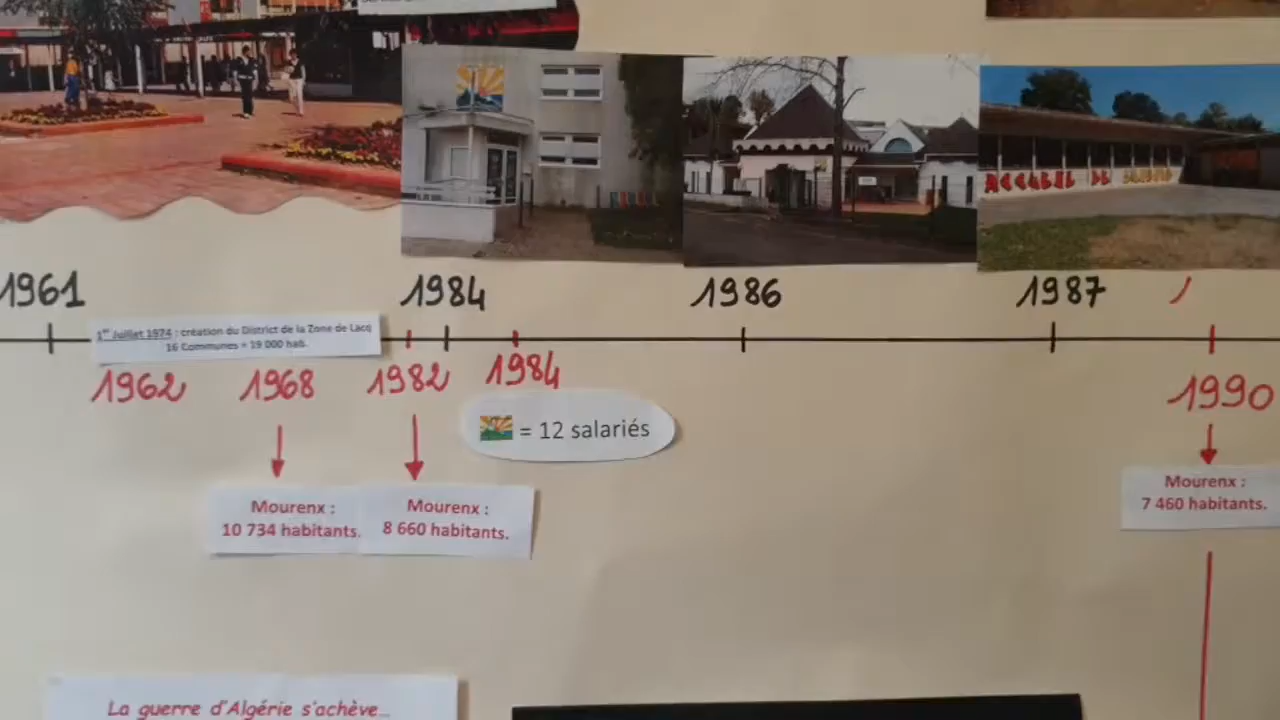 ACCUEIL DE
1961
1984
1986
1987
1er Juillet 1974 : création du District de la Zone de Lacq
16 Communes = 19 000 hab.
1962
1968
1982
1984
1990
= 12 salariés
Mourenx :
10 734 habitants.
Mourenx :
8 660 habitants.
Mourenx :
7 460 habitants.
La guerre d'Algérie s'achève...